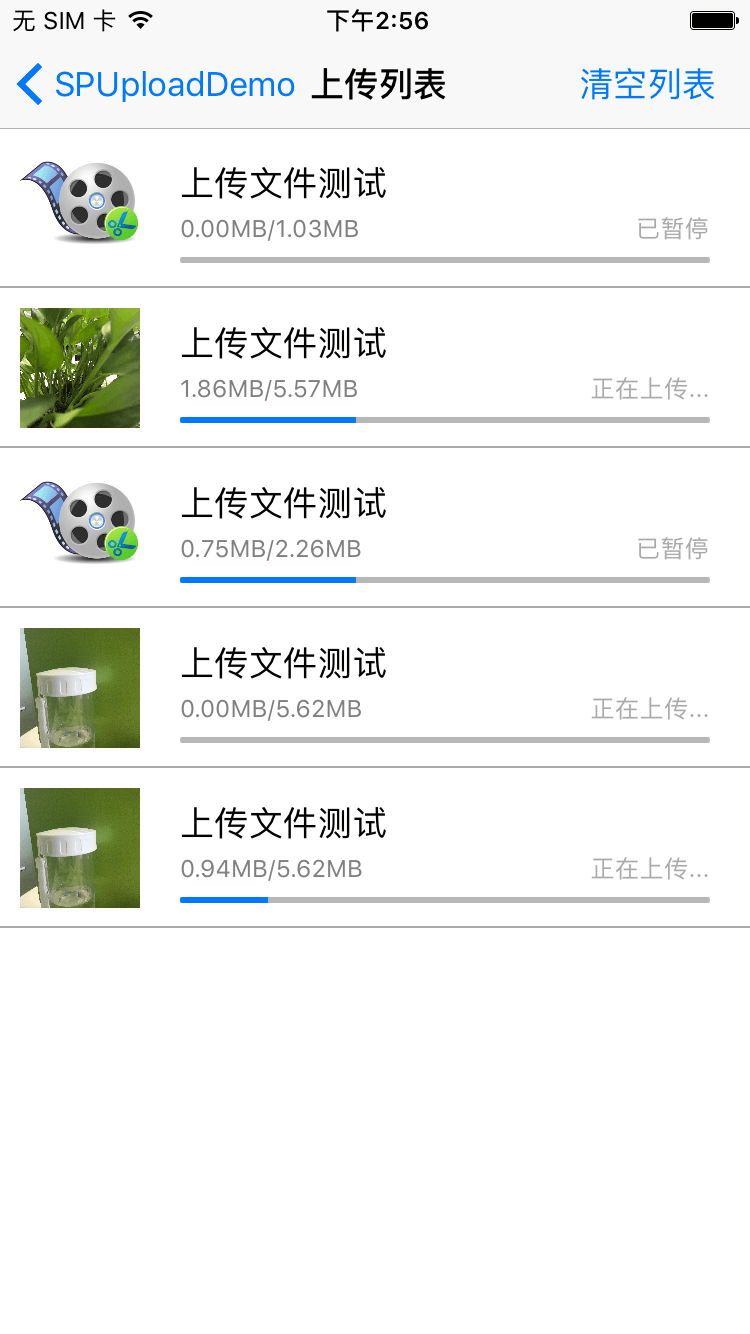 无 SIM 卡 下午2:56
SPUploadDemo 上传列表 清空列表
上传文件测试
0.00MB/1.03MB 已暂停
上传文件测试
1.86MB/5.57MB 正在上传...
上传文件测试
0.75MB/2.26MB 已暂停
上传文件测试
0.00MB/5.62MB 正在上传...
上传文件测试
0.94MB/5.62MB 正在上传...